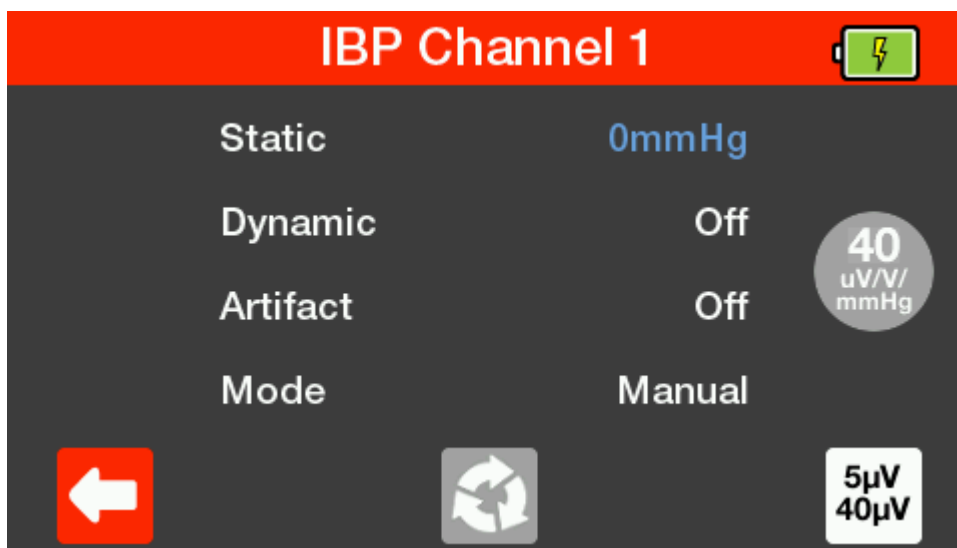 IBP Channel 1
Static 0mmHg
Dynamic Off
40
uV/V/
mmHg
Artifact Off
Mode Manual
5µV
40µV